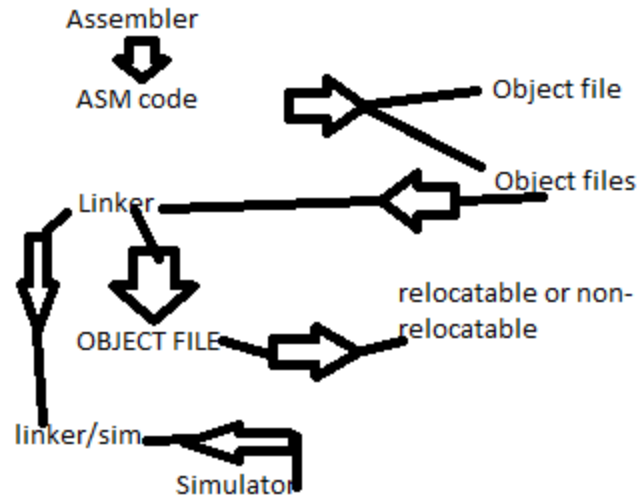 Assembler
ASM code
Object file
Object files
Linker
relocatable or non-
relocatable
OBJECT FILE
linker/sim
Simulator